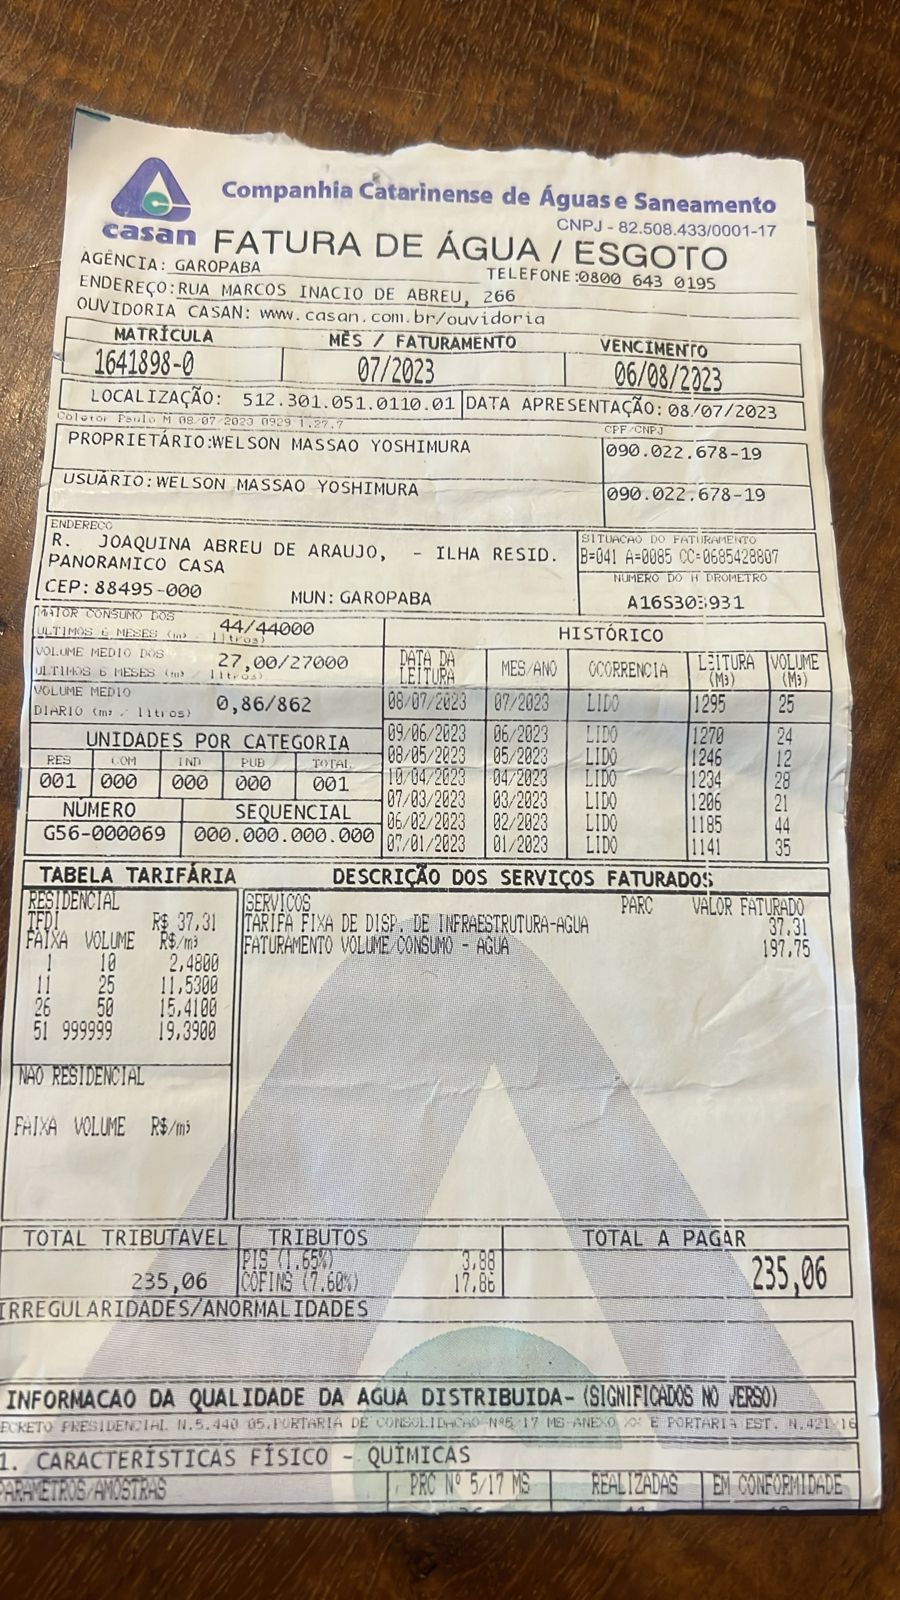 Companhia Catarinense de Águas e Saneamento
CNPJ - 82.508.433/0001-17
casan
FATURA DE ÁGUA / ESGOTO
AGÊNCIA: GAROPABA TELEFONE:0800 643 0195
ENDEREÇO:RUA MARCOS INACIO DE ABREU, 266
OUVIDORIA CASAN: www.casan.com.br/ouvidoria
MATRÍCULA MÊS / FATURAMENTO VENCIMENTO
1641898-0 07/2023 06/08/2023
LOCALIZAÇÃO: 512.301.051.0110.01 DATA APRESENTAÇÃO: 08/07/2023
Coletor Paulo M 08/07/2023 0929 1.27.7
CPF/CNPJ
PROPRIETÁRIO:WELSON MASSAO YOSHIMURA 090.022.678-19
USUÁRIO:WELSON MASSAO YOSHIMURA 090.022.678-19
ENDEREÇO
R. JOAQUINA ABREU DE ARAUJO, - ILHA RESID.
PANORAMICO CASA
CEP:88495-000 MUN:GAROPABA
SITUACAO DO FATURAMENTO
B=041 A=0085 CC=0685428807
NUMERO DO H DROMETRO
A16S303931
MAIOR CONSUMO DOS
ULTIMOS 6 MESES (m³ / litros) 44/44000
VOLUME MEDIO DOS
ULTIMOS 6 MESES (m³ / litros) 27,00/27000
VOLUME MEDIO
DIARIO (m³ / litros) 0,86/862
UNIDADES POR CATEGORIA
RES COM IND PUB TOTAL
001 000 000 000 001
NÚMERO SEQUENCIAL
G56-000069 000.000.000.000
HISTÓRICO
DATA DA LEITURA MES/ANO OCORRENCIA LEITURA (M³) VOLUME (M³)
08/07/2023 07/2023 LIDO 1295 25
09/06/2023 06/2023 LIDO 1270 24
08/05/2023 05/2023 LIDO 1246 12
10/04/2023 04/2023 LIDO 1234 28
07/03/2023 03/2023 LIDO 1206 21
06/02/2023 02/2023 LIDO 1185 44
07/01/2023 01/2023 LIDO 1141 35
TABELA TARIFÁRIA
RESIDENCIAL
TFDI R$ 37,31
FAIXA VOLUME R$/m³
1 10 2,4800
11 25 11,5300
26 50 15,4100
51 999999 19,3900
NAO RESIDENCIAL
FAIXA VOLUME R$/m³
DESCRIÇÃO DOS SERVIÇOS FATURADOS
SERVICOS PARC VALOR FATURADO
TARIFA FIXA DE DISP. DE INFRAESTRUTURA-AGUA 37,31
FATURAMENTO VOLUME/CONSUMO - AGUA 197,75
TOTAL TRIBUTAVEL TRIBUTOS TOTAL A PAGAR
PIS (1,65%) 3,88
235,06 COFINS (7,60%) 17,86 235,06
IRREGULARIDADES/ANORMALIDADES
INFORMACAO DA QUALIDADE DA AGUA DISTRIBUIDA- (SIGNIFICADOS NO VERSO)
ECRETO PRESIDENCIAL N.5.440 05.PORTARIA DE CONSOLIDACAO Nº5/17 MS-ANEXO XX E PORTARIA EST. N.421/16
1. CARACTERÍSTICAS FÍSICO - QUÍMICAS
PARAMETROS/AMOSTRAS PRC Nº 5/17 MS REALIZADAS EM CONFORMIDADE